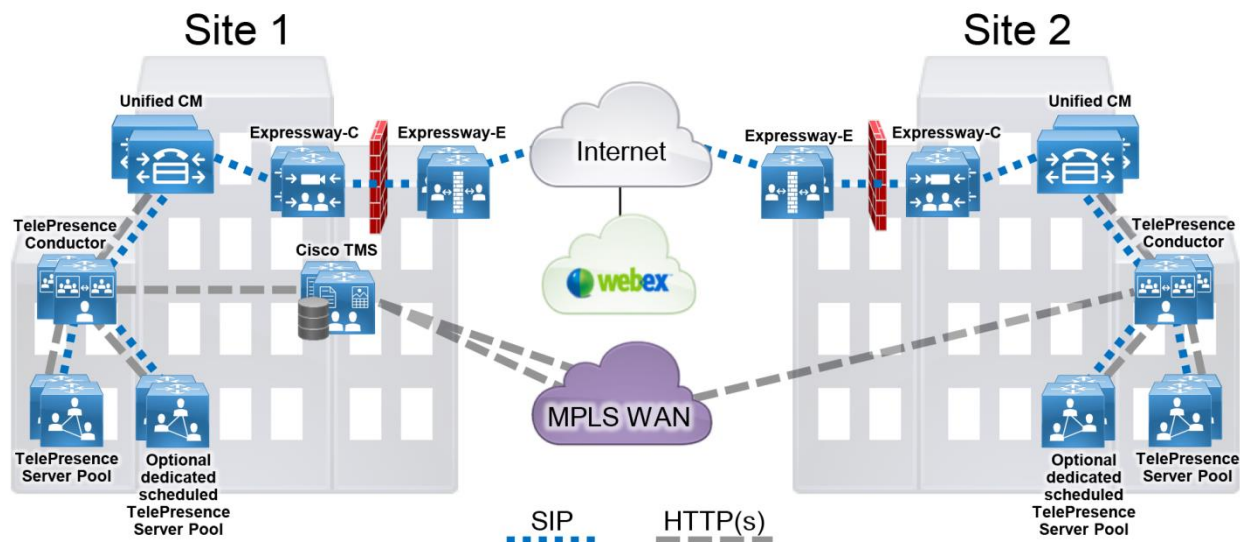 Site 1
Site 2
Unified CM
Expressway-C
Expressway-E
Internet
Expressway-E
Expressway-C
Unified CM
TelePresence
Conductor
Cisco TMS
webex
TelePresence
Conductor
MPLS WAN
TelePresence
Server Pool
Optional
dedicated
scheduled
TelePresence
Server Pool
Optional
dedicated
scheduled
TelePresence
Server Pool
TelePresence
Server Pool
SIP
HTTP(s)